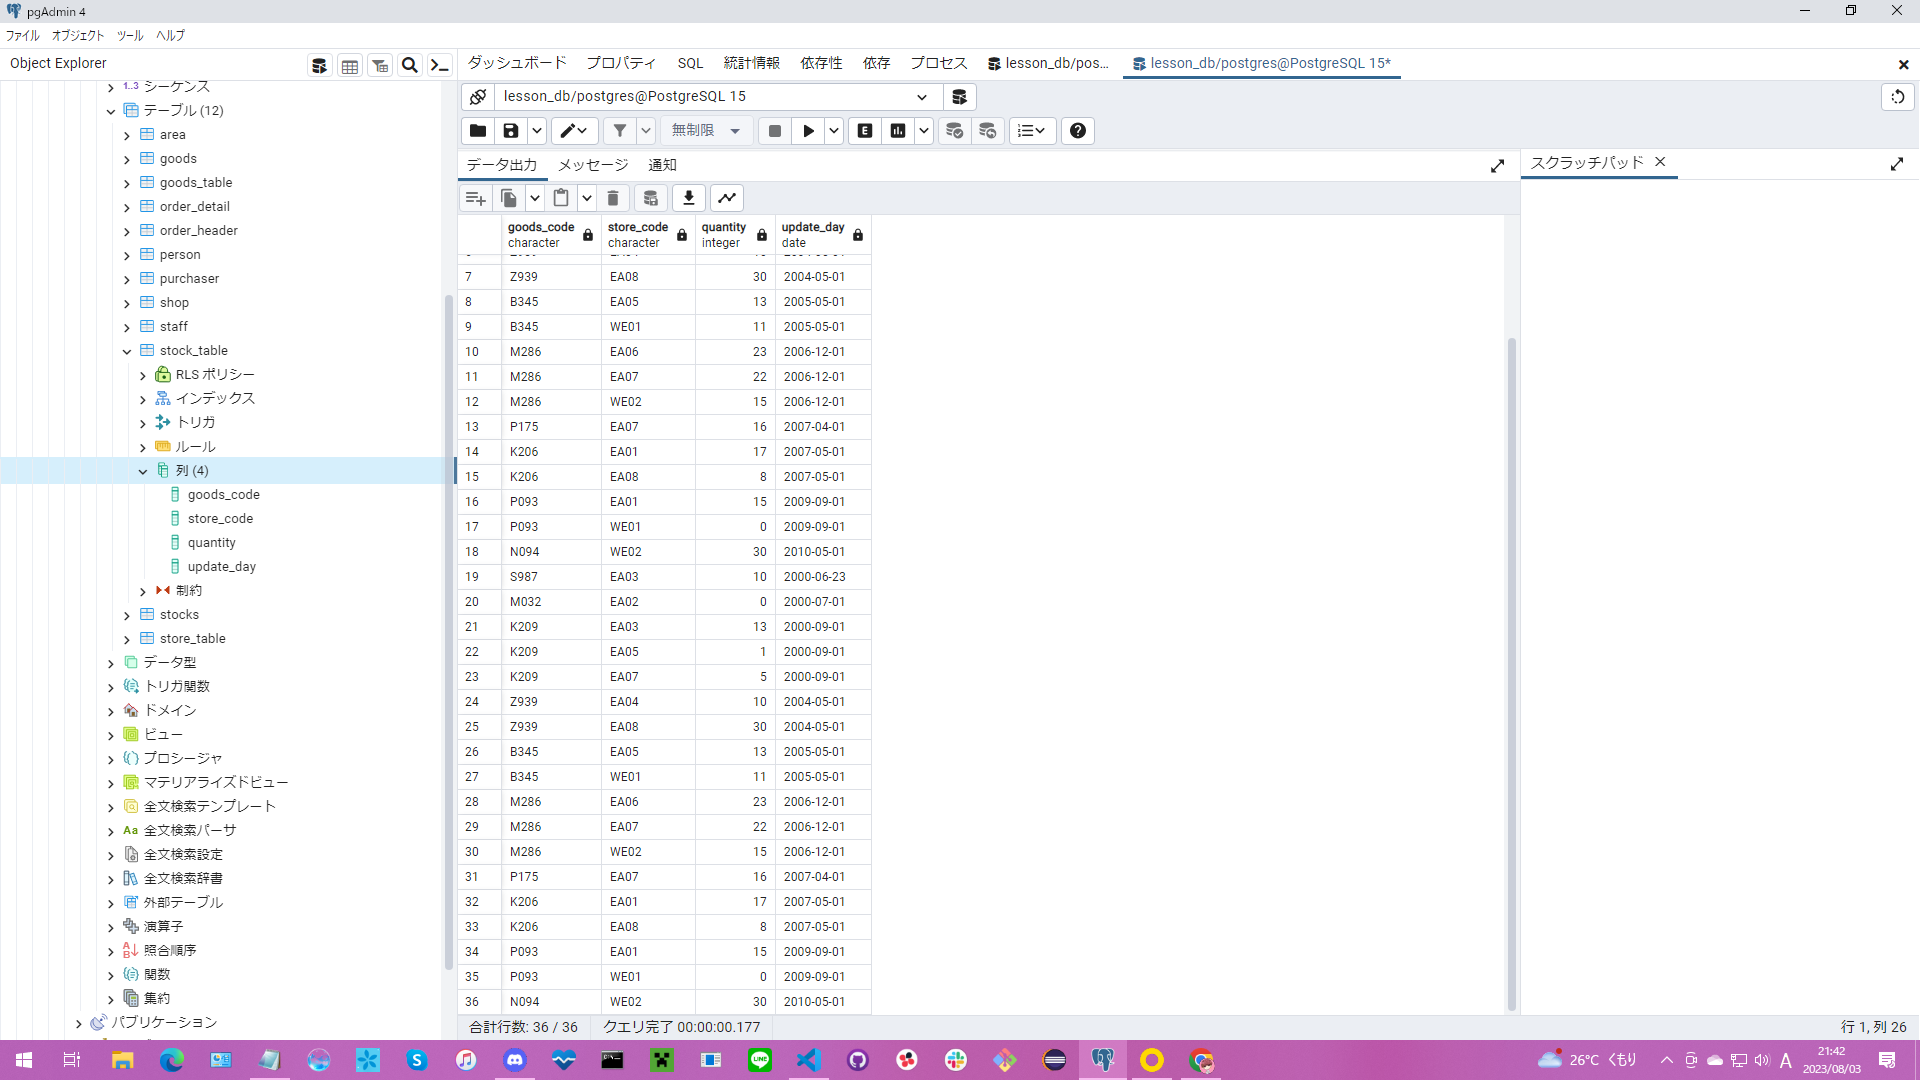 pgAdmin 4
ファイル オブジェクト ツール ヘルプ
Object Explorer
ダッシュボード プロパティ SQL 統計情報 依存性 依存 プロセス lesson_db/pos... lesson_db/postgres@PostgreSQL 15*
lesson_db/postgres@PostgreSQL 15
無制限
データ出力 メッセージ 通知
スクラッチパッド
1..3 シーケンス
テーブル (12)
area
goods
goods_table
order_detail
order_header
person
purchaser
shop
staff
stock_table
RLS ポリシー
インデックス
トリガ
ルール
列 (4)
goods_code
store_code
quantity
update_day
制約
stocks
store_table
データ型
トリガ関数
ドメイン
ビュー
プロシージャ
マテリアライズドビュー
全文検索テンプレート
Aa 全文検索パーサ
全文検索設定
全文検索辞書
外部テーブル
演算子
照合順序
関数
集約
パブリケーション
goods_code store_code quantity update_day
character character integer date
7 Z939 EA08 30 2004-05-01
8 B345 EA05 13 2005-05-01
9 B345 WE01 11 2005-05-01
10 M286 EA06 23 2006-12-01
11 M286 EA07 22 2006-12-01
12 M286 WE02 15 2006-12-01
13 P175 EA07 16 2007-04-01
14 K206 EA01 17 2007-05-01
15 K206 EA08 8 2007-05-01
16 P093 EA01 15 2009-09-01
17 P093 WE01 0 2009-09-01
18 N094 WE02 30 2010-05-01
19 S987 EA03 10 2000-06-23
20 M032 EA02 0 2000-07-01
21 K209 EA03 13 2000-09-01
22 K209 EA05 1 2000-09-01
23 K209 EA07 5 2000-09-01
24 Z939 EA04 10 2004-05-01
25 Z939 EA08 30 2004-05-01
26 B345 EA05 13 2005-05-01
27 B345 WE01 11 2005-05-01
28 M286 EA06 23 2006-12-01
29 M286 EA07 22 2006-12-01
30 M286 WE02 15 2006-12-01
31 P175 EA07 16 2007-04-01
32 K206 EA01 17 2007-05-01
33 K206 EA08 8 2007-05-01
34 P093 EA01 15 2009-09-01
35 P093 WE01 0 2009-09-01
36 N094 WE02 30 2010-05-01
合計行数: 36 / 36 クエリ完了 00:00:00.177
行 1, 列 26
26°C くもり
A
21:42
2023/08/03